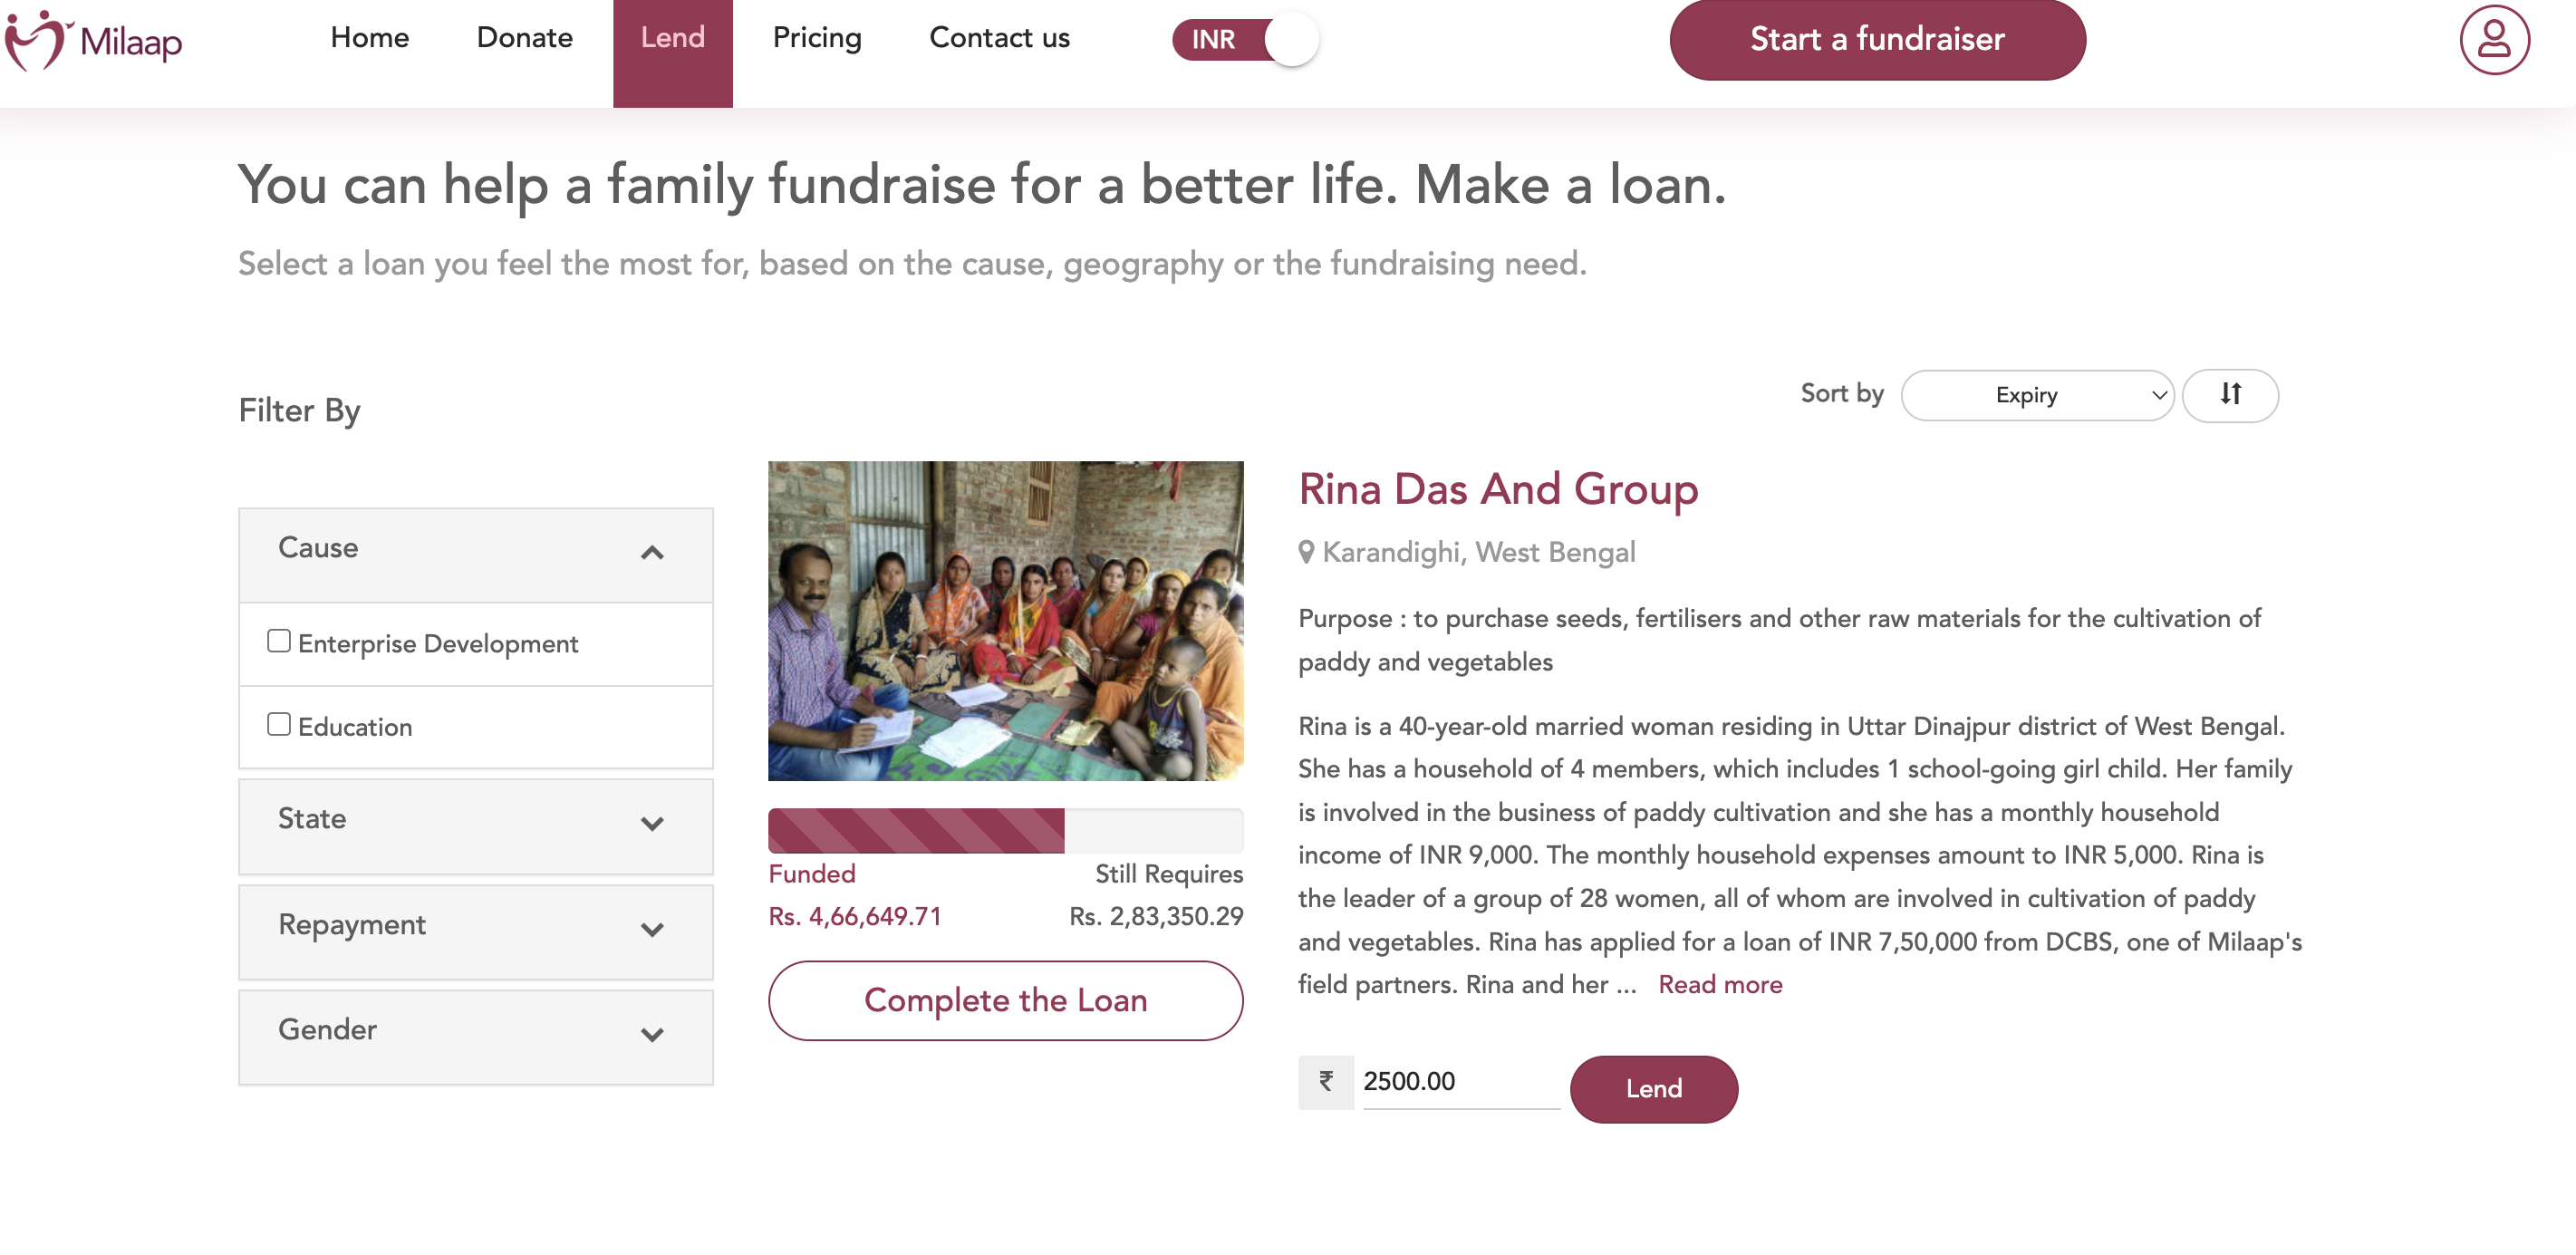 Milaap
Home
Donate
Lend
Pricing
Contact us
INR
Start a fundraiser
You can help a family fundraise for a better life. Make a loan.
Select a loan you feel the most for, based on the cause, geography or the fundraising need.
Filter By
Sort by
Expiry
Cause
Enterprise Development
Education
State
Repayment
Gender
Funded
Still Requires
Rs. 4,66,649.71
Rs. 2,83,350.29
Complete the Loan
Rina Das And Group
Karandighi, West Bengal
Purpose : to purchase seeds, fertilisers and other raw materials for the cultivation of
paddy and vegetables
Rina is a 40-year-old married woman residing in Uttar Dinajpur district of West Bengal.
She has a household of 4 members, which includes 1 school-going girl child. Her family
is involved in the business of paddy cultivation and she has a monthly household
income of INR 9,000. The monthly household expenses amount to INR 5,000. Rina is
the leader of a group of 28 women, all of whom are involved in cultivation of paddy
and vegetables. Rina has applied for a loan of INR 7,50,000 from DCBS, one of Milaap's
field partners. Rina and her ... Read more
₹ 2500.00
Lend